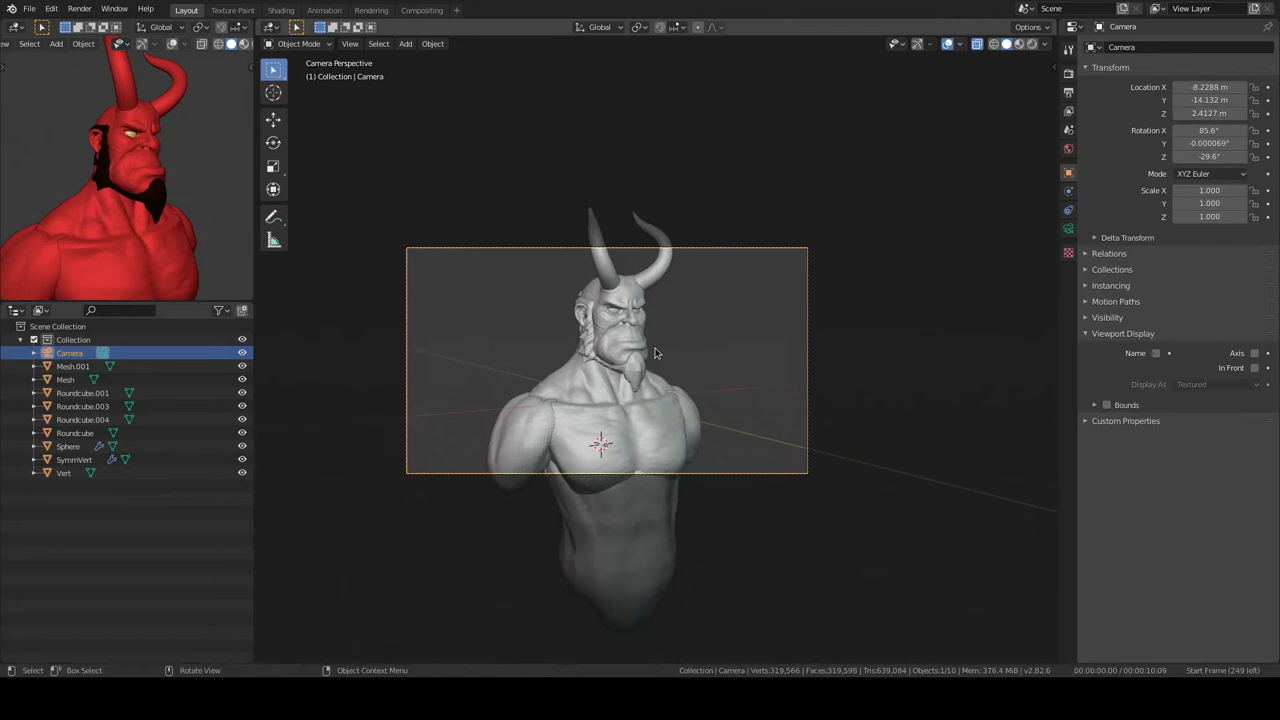 File Edit Render Window Help Layout Texture Paint Shading Animation Rendering Compositing + Scene View Layer
Global Global Options Camera
ew Select Add Object Object Mode View Select Add Object Camera
Camera Perspective
(1) Collection | Camera
Transform
Location X -8.2288 m
Y -14.132 m
Z 2.4127 m
Rotation X 85.6°
Y -0.000069°
Z -29.6°
Mode XYZ Euler
Scale X 1.000
Y 1.000
Z 1.000
Delta Transform
Relations
Collections
Instancing
Motion Paths
Visibility
Viewport Display
Name Axis
In Front
Display As Textured
Bounds
Custom Properties
Scene Collection
Collection
Camera
Mesh.001
Mesh
Roundcube.001
Roundcube.003
Roundcube.004
Roundcube
Sphere
SymmVert
Vert
Select Box Select Rotate View Object Context Menu Collection | Camera | Verts:319,566 | Faces:319,598 | Tris:639,084 | Objects:1/10 | Mem: 376.4 MiB | v2.82.6 00:00:00:00 / 00:00:10:09 Start Frame (249 left)